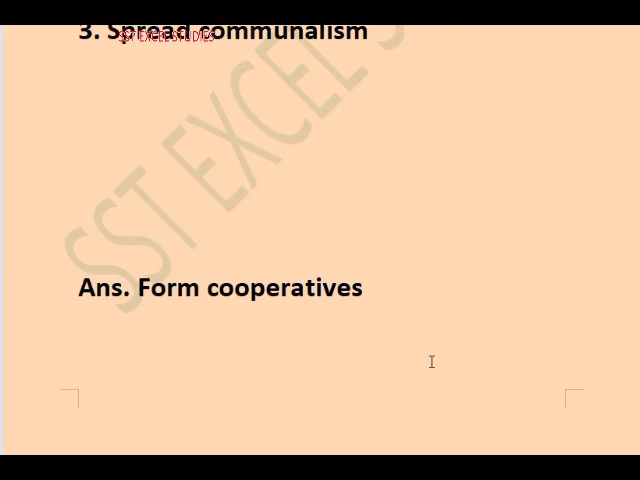 3. Spread communalism
SST EXCEL STUDIES
SST EXCEL S
Ans. Form cooperatives